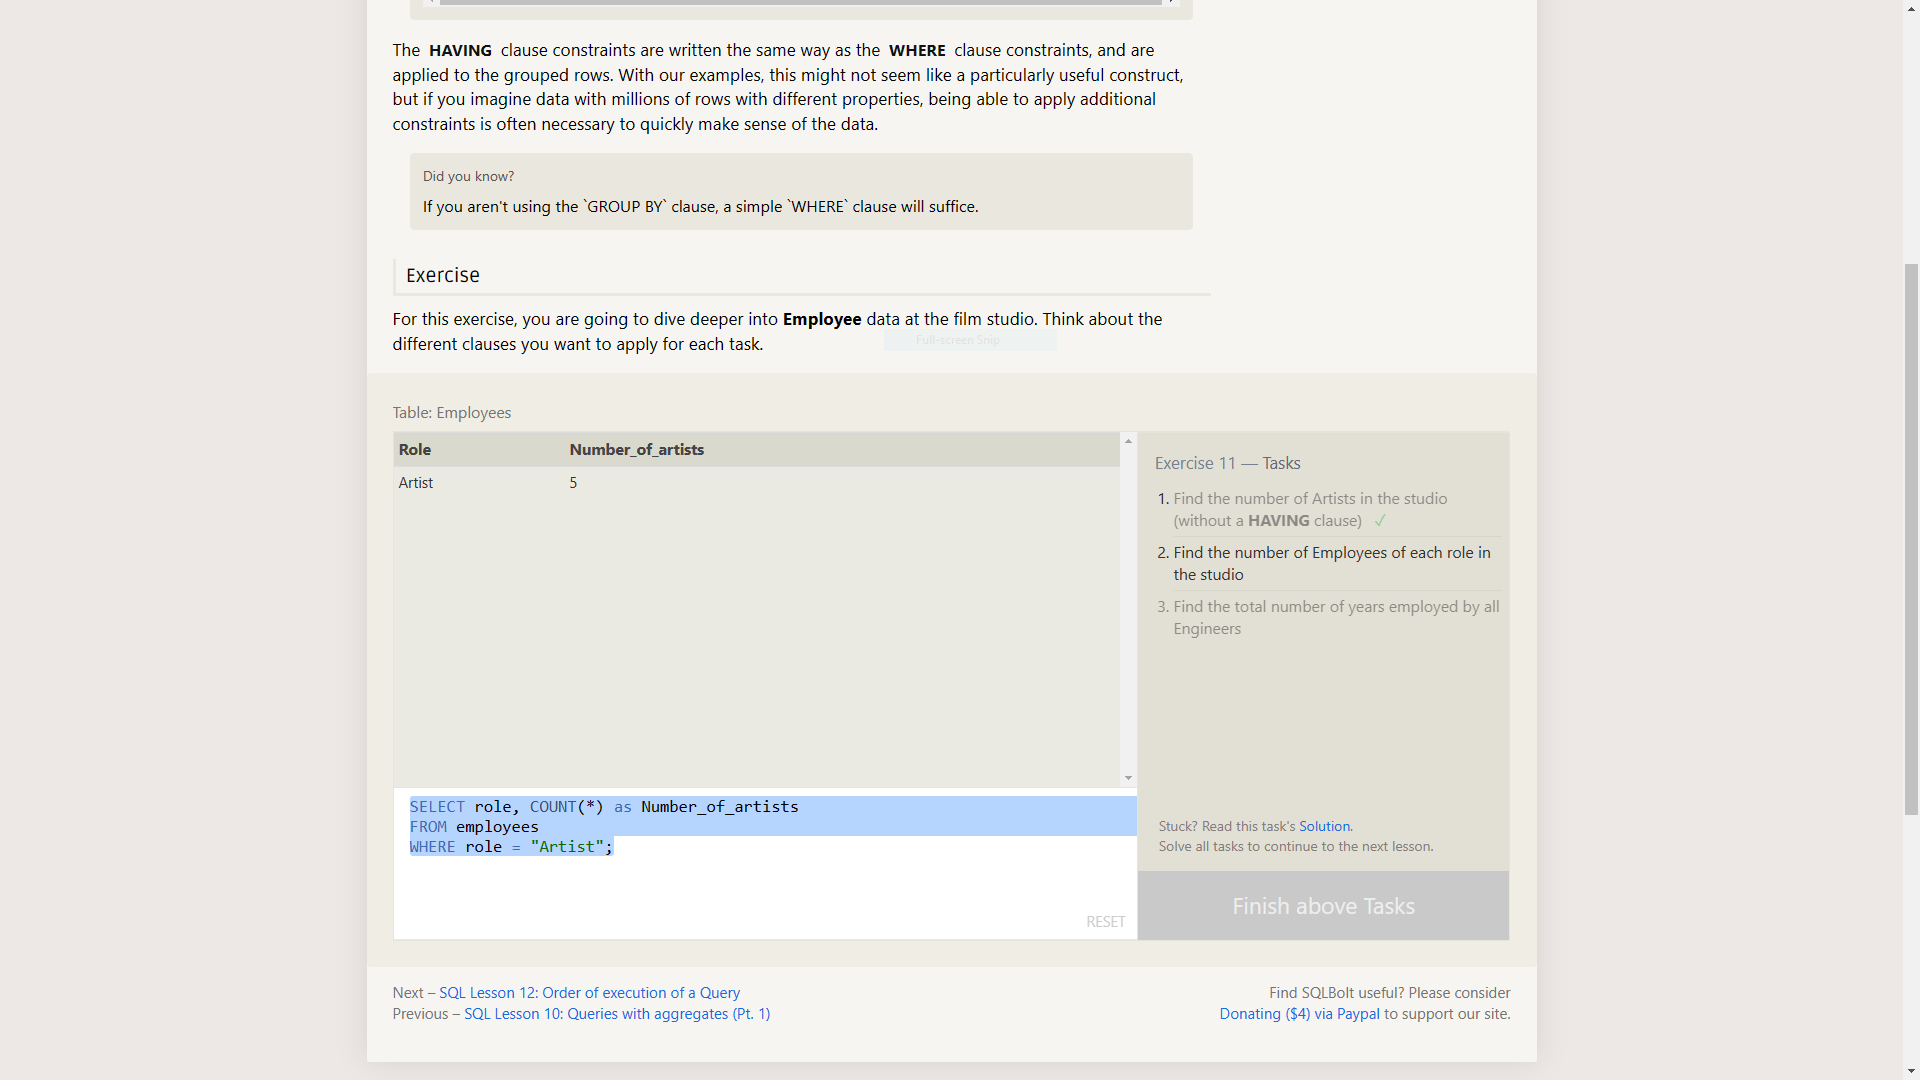 The HAVING clause constraints are written the same way as the WHERE clause constraints, and are
applied to the grouped rows. With our examples, this might not seem like a particularly useful construct,
but if you imagine data with millions of rows with different properties, being able to apply additional
constraints is often necessary to quickly make sense of the data.
Did you know?
If you aren't using the `GROUP BY` clause, a simple `WHERE` clause will suffice.
Exercise
For this exercise, you are going to dive deeper into Employee data at the film studio. Think about the
different clauses you want to apply for each task.
Full-screen Snip
Table: Employees
Role Number_of_artists
Artist 5
SELECT role, COUNT(*) as Number_of_artists
FROM employees
WHERE role = "Artist";
RESET
Exercise 11 — Tasks
1. Find the number of Artists in the studio
(without a HAVING clause) ✓
2. Find the number of Employees of each role in
the studio
3. Find the total number of years employed by all
Engineers
Stuck? Read this task's Solution.
Solve all tasks to continue to the next lesson.
Finish above Tasks
Next – SQL Lesson 12: Order of execution of a Query
Previous – SQL Lesson 10: Queries with aggregates (Pt. 1)
Find SQLBolt useful? Please consider
Donating ($4) via Paypal to support our site.